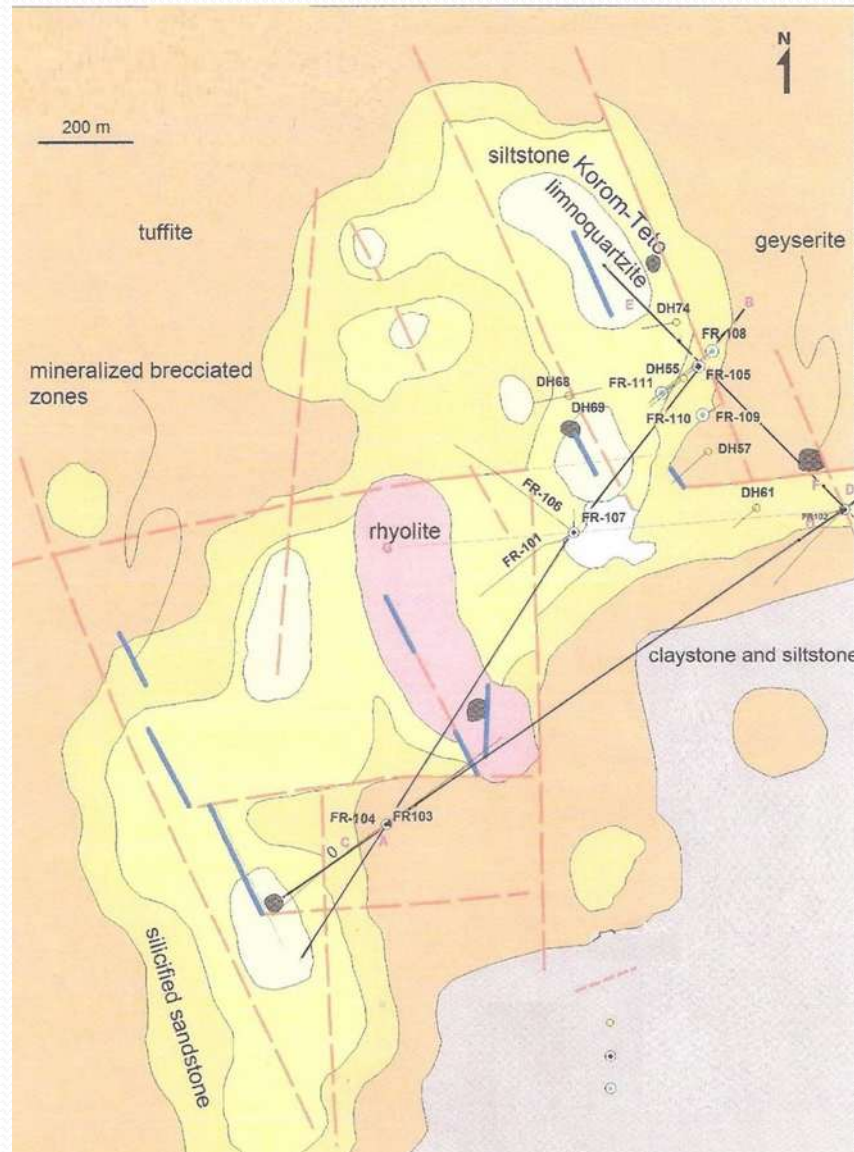 N
200 m
siltstone
Korom-Teto
limnoquartzite
tuffite
geyserite
DH74
E
B
FR-108
mineralized brecciated
zones
DH68
DH55
FR-105
FR-111
DH69
FR-110
FR-109
DH57
FR-106
F
D
DH61
FR-107
FR102
rhyolite
FR-101
claystone and siltstone
FR-104
FR103
C
A
0
silicified sandstone